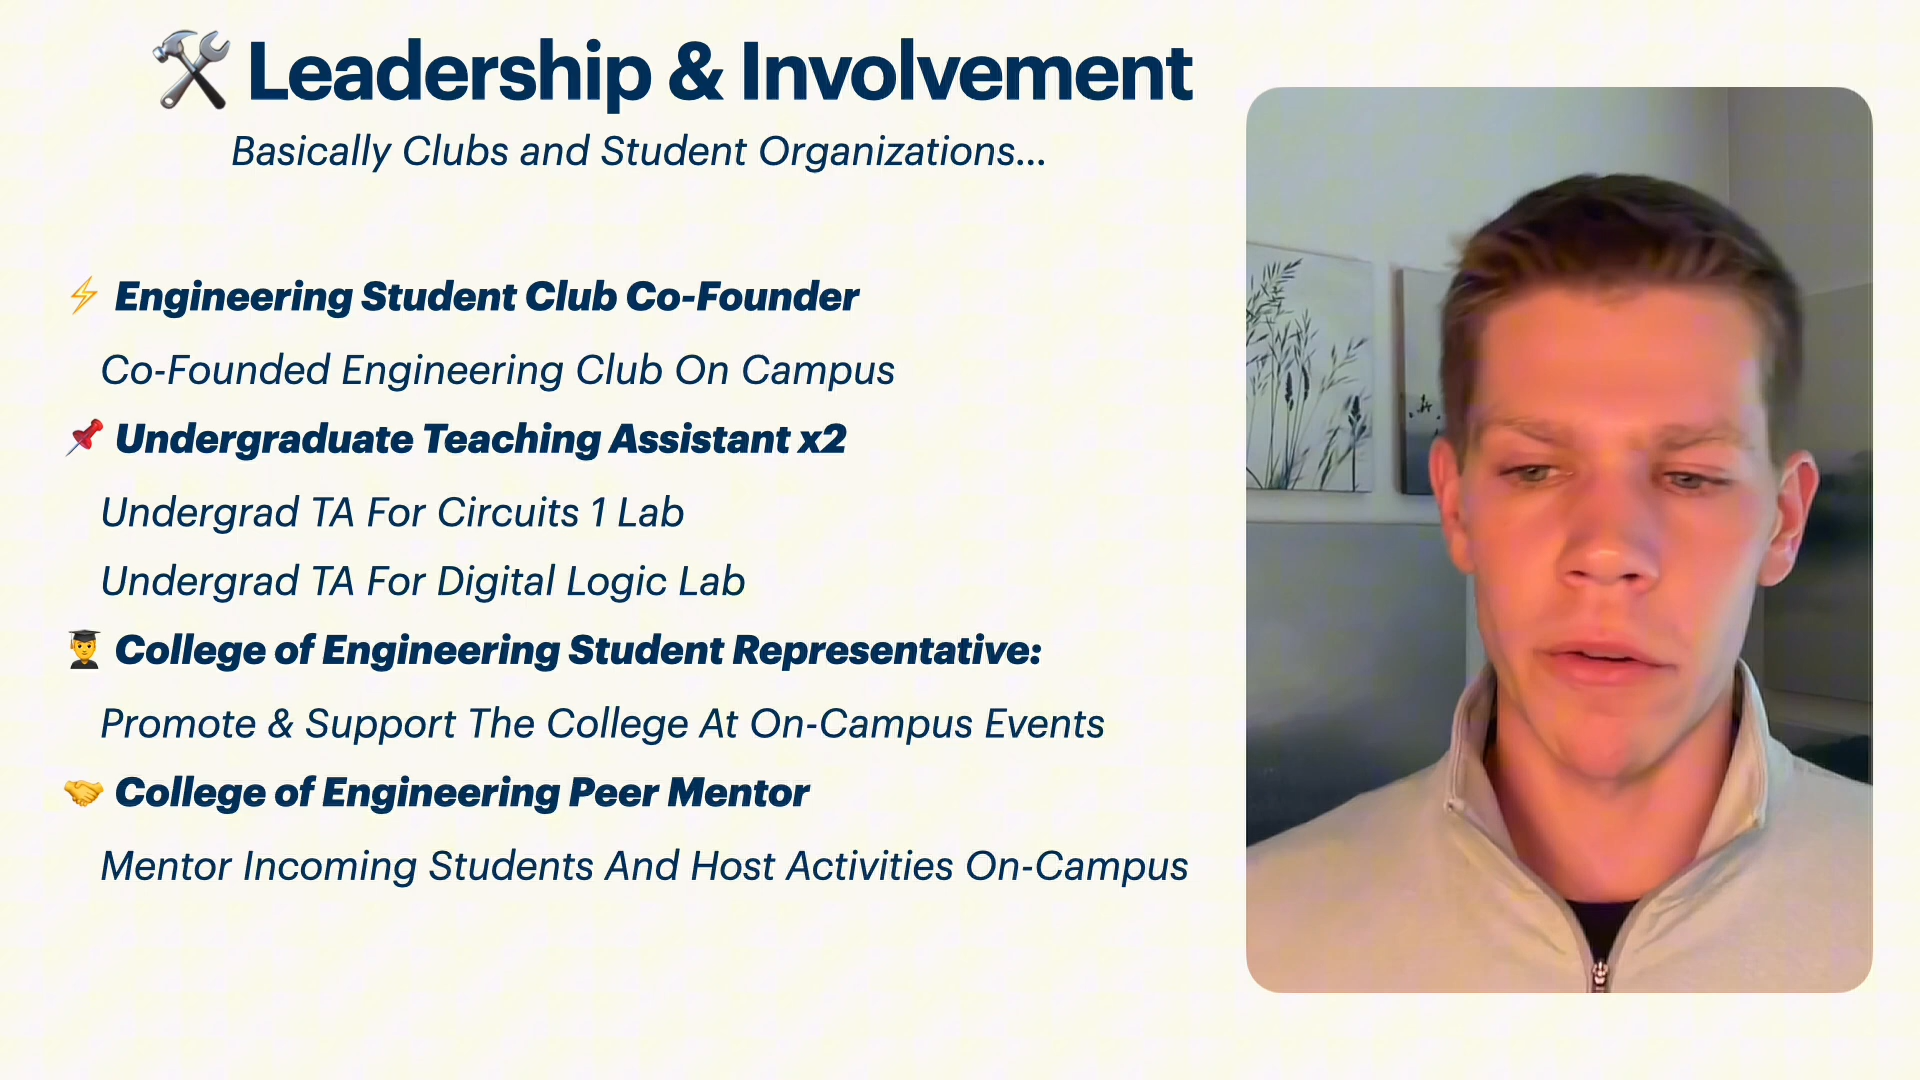 Leadership & Involvement
Basically Clubs and Student Organizations...
Engineering Student Club Co-Founder
Co-Founded Engineering Club On Campus
Undergraduate Teaching Assistant x2
Undergrad TA For Circuits 1 Lab
Undergrad TA For Digital Logic Lab
College of Engineering Student Representative:
Promote & Support The College At On-Campus Events
College of Engineering Peer Mentor
Mentor Incoming Students And Host Activities On-Campus